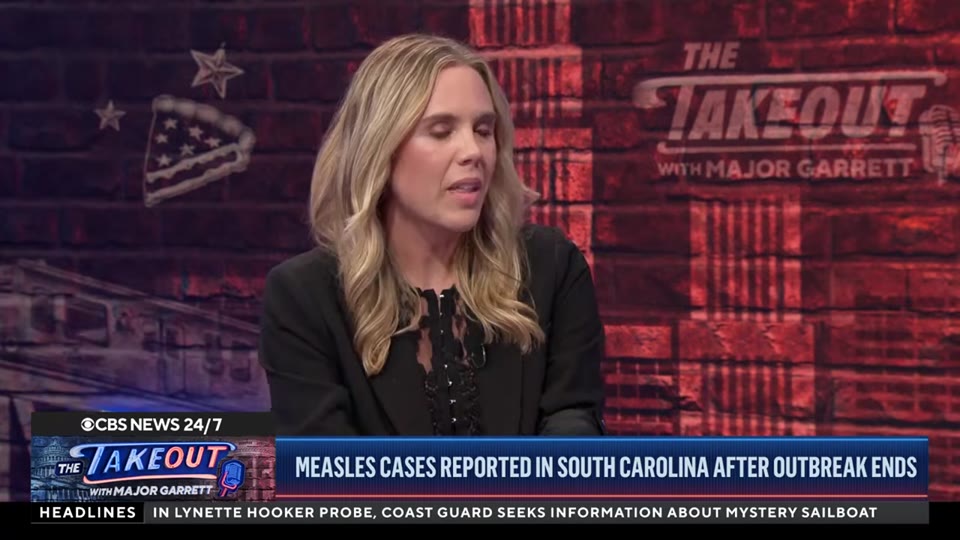 THE
TAKEOUT
WITH MAJOR GARRETT
CBS NEWS 24/7
THE TAKEOUT
WITH MAJOR GARRETT
MEASLES CASES REPORTED IN SOUTH CAROLINA AFTER OUTBREAK ENDS
HEADLINES IN LYNETTE HOOKER PROBE, COAST GUARD SEEKS INFORMATION ABOUT MYSTERY SAILBOAT